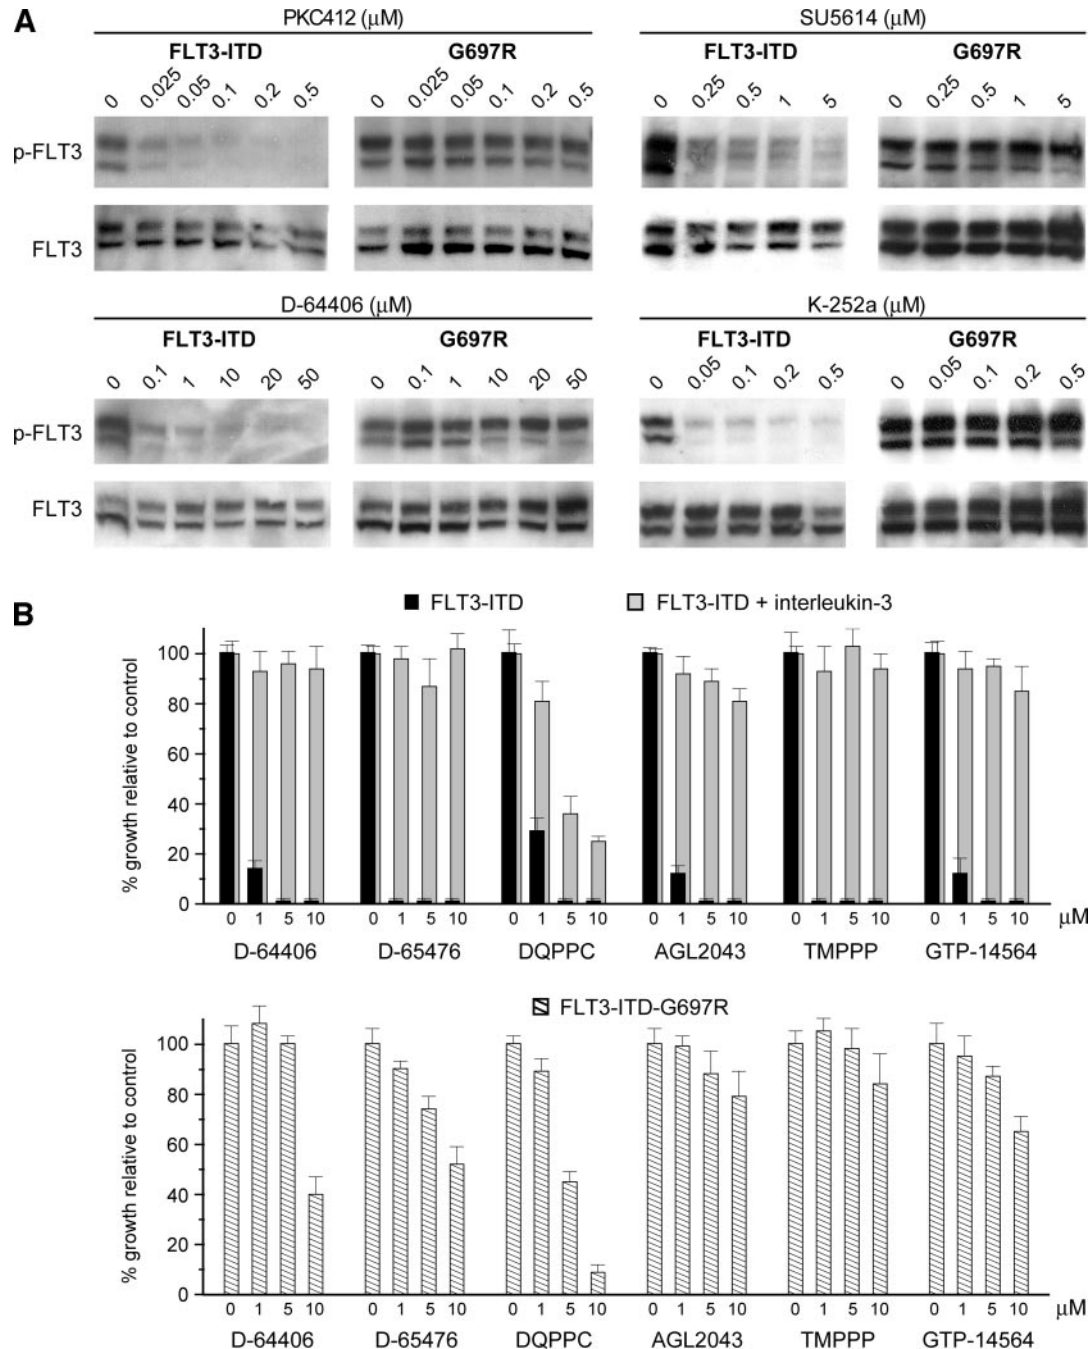 A
PKC412 (µM)
SU5614 (µM)
FLT3-ITD G697R
FLT3-ITD G697R
0 0.025 0.05 0.1 0.2 0.5
0 0.025 0.05 0.1 0.2 0.5
0 0.25 0.5 1 5
0 0.25 0.5 1 5
p-FLT3
FLT3
D-64406 (µM)
K-252a (µM)
FLT3-ITD G697R
FLT3-ITD G697R
0 0.1 1 10 20 50
0 0.1 1 10 20 50
0 0.05 0.1 0.2 0.5
0 0.05 0.1 0.2 0.5
p-FLT3
FLT3
B
FLT3-ITD FLT3-ITD + interleukin-3
% growth relative to control
100
80
60
40
20
0
0 1 5 10 0 1 5 10 0 1 5 10 0 1 5 10 0 1 5 10 0 1 5 10 µM
D-64406 D-65476 DQPPC AGL2043 TMPPP GTP-14564
FLT3-ITD-G697R
% growth relative to control
100
80
60
40
20
0
0 1 5 10 0 1 5 10 0 1 5 10 0 1 5 10 0 1 5 10 0 1 5 10 µM
D-64406 D-65476 DQPPC AGL2043 TMPPP GTP-14564